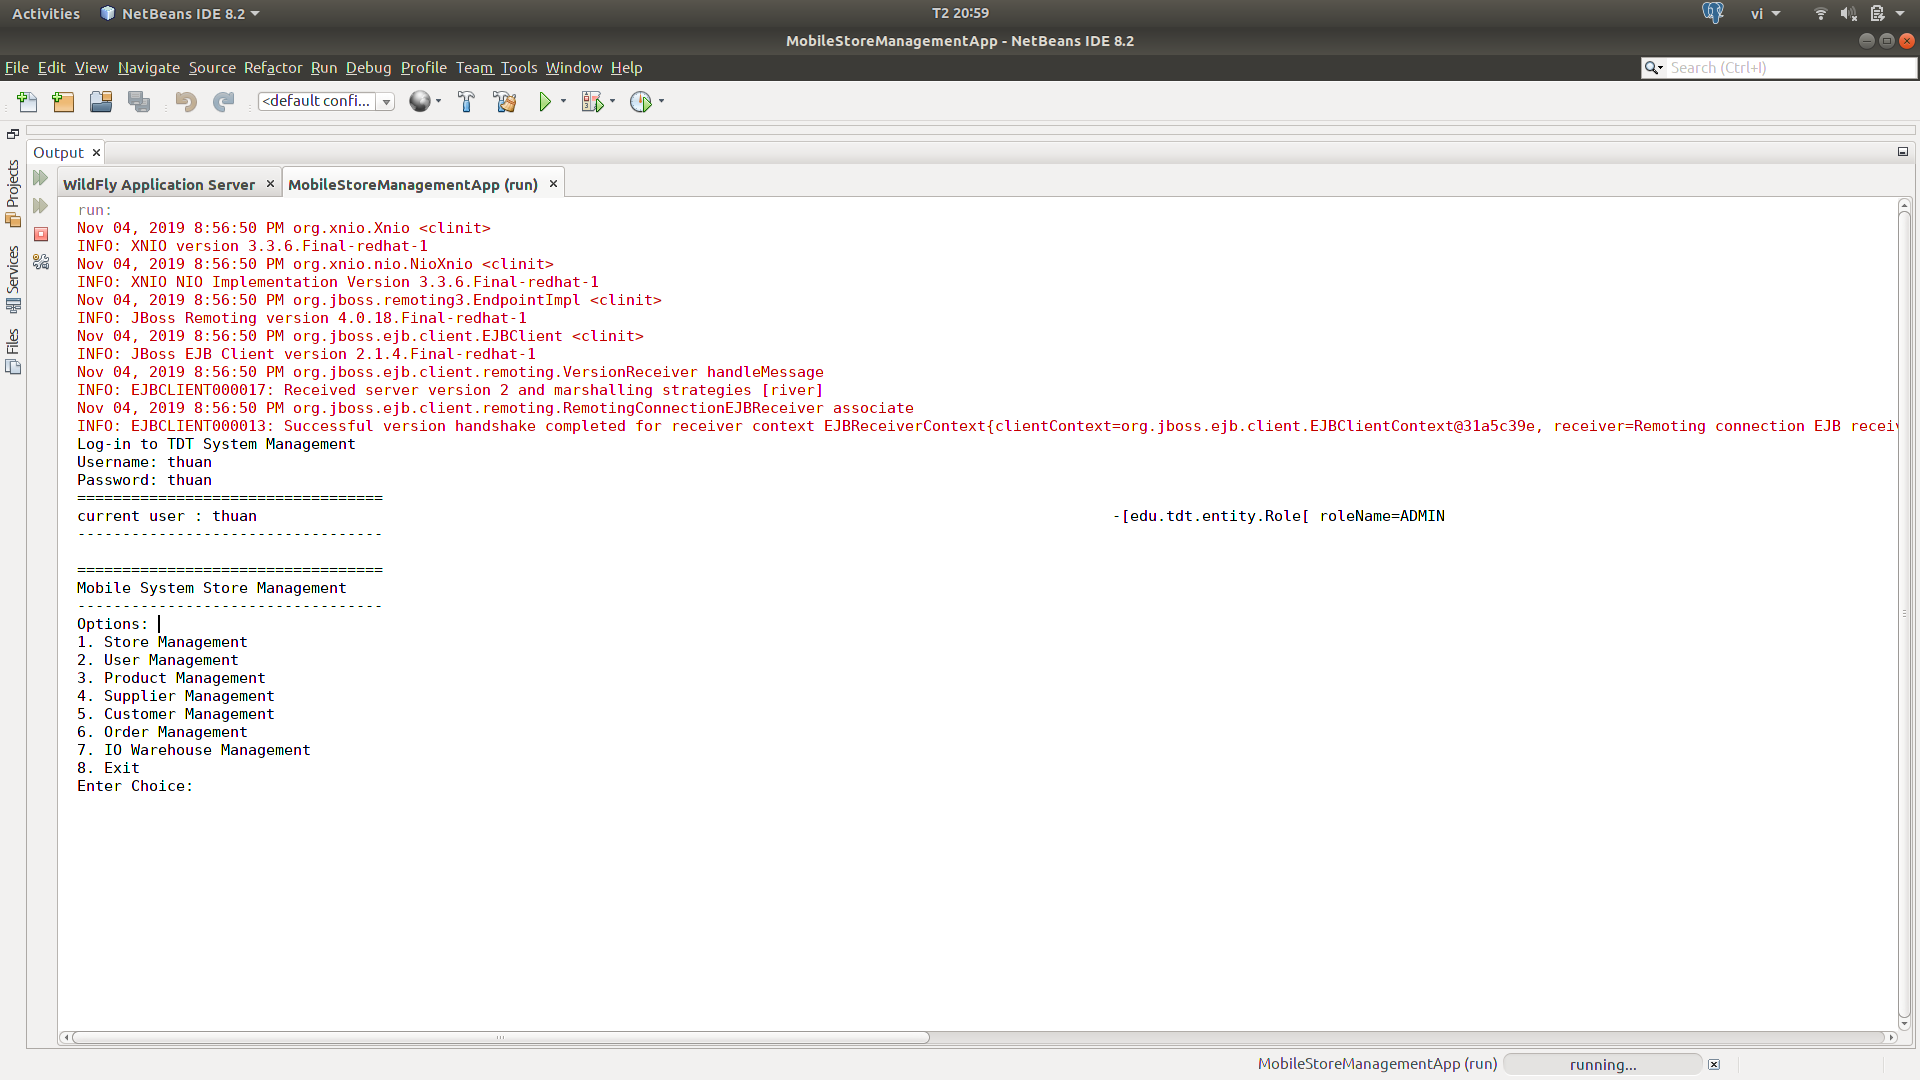 Activities NetBeans IDE 8.2 T2 20:59 vi
MobileStoreManagementApp - NetBeans IDE 8.2
File Edit View Navigate Source Refactor Run Debug Profile Team Tools Window Help Search (Ctrl+I)
<default confi...
Output
Projects
Services
Files
WildFly Application Server MobileStoreManagementApp (run)
run:
Nov 04, 2019 8:56:50 PM org.xnio.Xnio <clinit>
INFO: XNIO version 3.3.6.Final-redhat-1
Nov 04, 2019 8:56:50 PM org.xnio.nio.NioXnio <clinit>
INFO: XNIO NIO Implementation Version 3.3.6.Final-redhat-1
Nov 04, 2019 8:56:50 PM org.jboss.remoting3.EndpointImpl <clinit>
INFO: JBoss Remoting version 4.0.18.Final-redhat-1
Nov 04, 2019 8:56:50 PM org.jboss.ejb.client.EJBClient <clinit>
INFO: JBoss EJB Client version 2.1.4.Final-redhat-1
Nov 04, 2019 8:56:50 PM org.jboss.ejb.client.remoting.VersionReceiver handleMessage
INFO: EJBCLIENT000017: Received server version 2 and marshalling strategies [river]
Nov 04, 2019 8:56:50 PM org.jboss.ejb.client.remoting.RemotingConnectionEJBReceiver associate
INFO: EJBCLIENT000013: Successful version handshake completed for receiver context EJBReceiverContext{clientContext=org.jboss.ejb.client.EJBClientContext@31a5c39e, receiver=Remoting connection EJB recei
Log-in to TDT System Management
Username: thuan
Password: thuan
==================================
current user : thuan -[edu.tdt.entity.Role[ roleName=ADMIN
----------------------------------
==================================
Mobile System Store Management
----------------------------------
Options:
1. Store Management
2. User Management
3. Product Management
4. Supplier Management
5. Customer Management
6. Order Management
7. IO Warehouse Management
8. Exit
Enter Choice:
MobileStoreManagementApp (run) running...